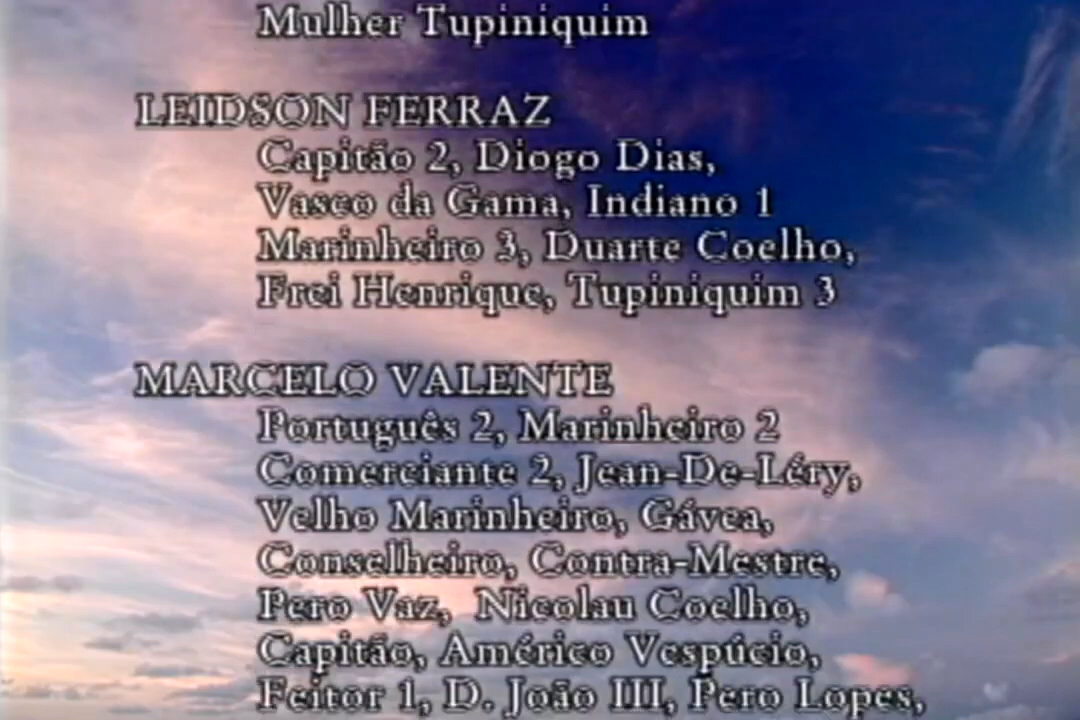 Mulher Tupiniquim
LEIDSON FERRAZ
Capitão 2, Diogo Dias,
Vasco da Gama, Indiano 1
Marinheiro 3, Duarte Coelho,
Frei Henrique, Tupiniquim 3
MARCELO VALENTE
Português 2, Marinheiro 2
Comerciante 2, Jean-De-Léry,
Velho Marinheiro, Gávea,
Conselheiro, Contra-Mestre,
Pero Vaz, Nicolau Coelho,
Capitão, Américo Vespúcio,
Feitor 1, D. João III, Pero Lopes,